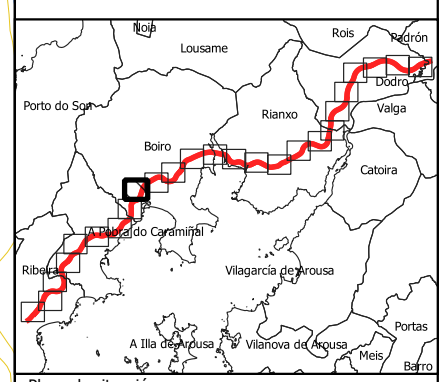 Noia
Rois
Padrón
Lousame
Dodro
Porto do Son
Valga
Rianxo
Boiro
Catoira
A Pobra do Caramiñal
Ribeira
Vilagarcía de Arousa
Portas
A Illa de Arousa
Vilanova de Arousa
Meis
Barro